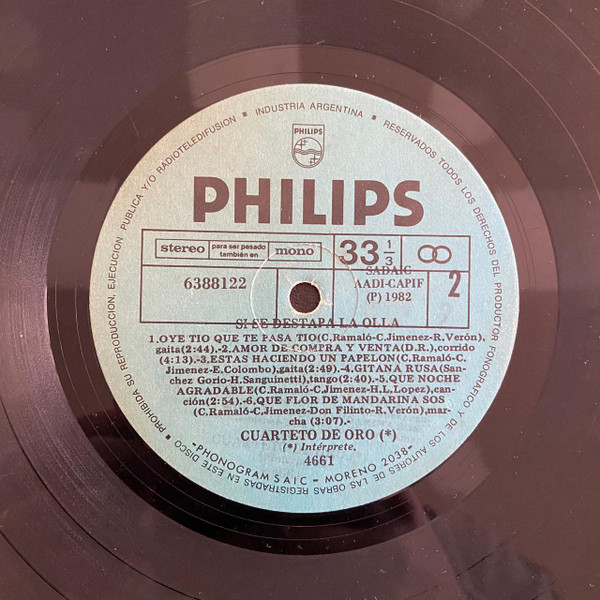 INDUSTRIA ARGENTINA ▪ RESERVADOS TODOS LOS DERECHOS DEL PRODUCTOR FONOGRAFICO Y DE LOS AUTORES DE LAS OBRAS REGISTRADAS EN ESTE DISCO ▪ PROHIBIDA SU REPRODUCCION, EJECUCION PUBLICA Y/O RADIOTELEDIFUSION ▪
PHILIPS
PHILIPS
stereo para ser pasado también en mono 33 1/3
SADAIC
6388122 AADI-CAPIF 2
(P) 1982
SI SE DESTAPA LA OLLA
1.OYE TIO QUE TE PASA TIO(C.Ramaló-C.Jimenez-R.Verón),
gaita(2:44).-2.AMOR DE COMPRA Y VENTA(D.R.),corrido
(4:13).-3.ESTAS HACIENDO UN PAPELON(C.Ramaló-C.
Jimenez-E.Colombo),gaita(2:49).-4.GITANA RUSA(San-
chez Gorio-H.Sanguinetti),tango(2:40).-5.QUE NOCHE
AGRADABLE(C.Ramaló-C.Jimenez-H.L.Lopez),can-
ción(2:54).-6.QUE FLOR DE MANDARINA SOS
(C.Ramaló-C.Jimenez-Don Filinto-R.Verón),mar-
cha (3:07).-
CUARTETO DE ORO (*)
(*) Intérprete.
4661
-PHONOGRAM SAIC - MORENO 2038-